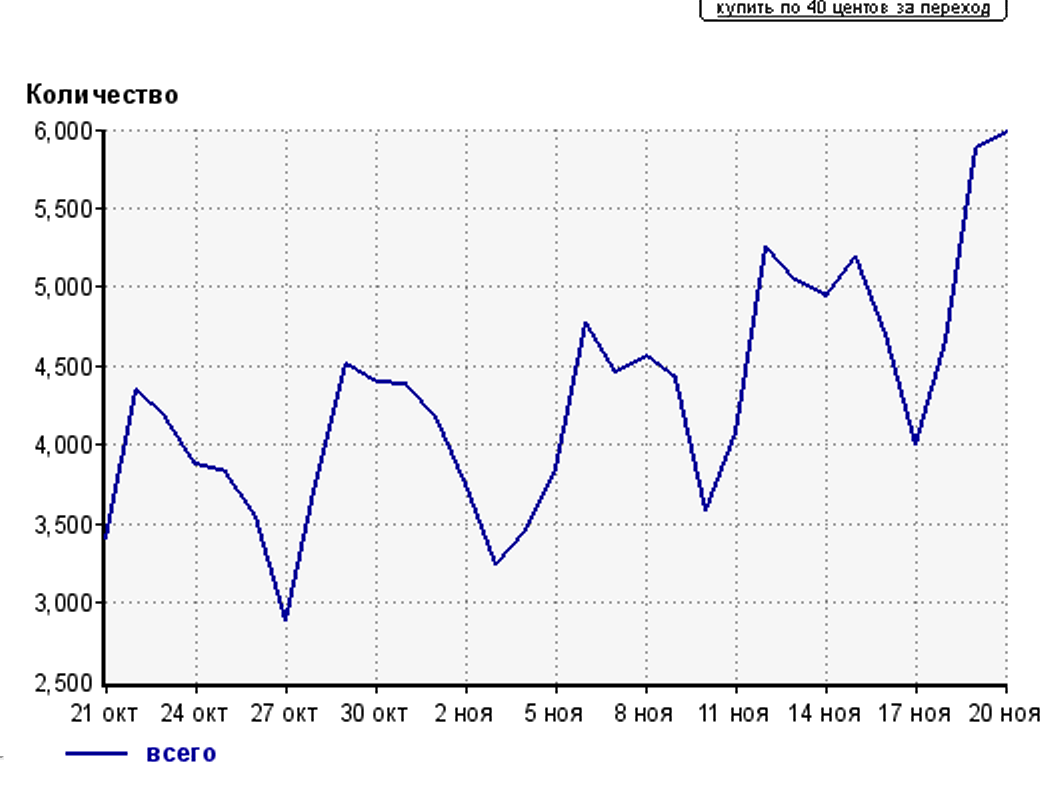 купить по 40 центов за переход
Количество
6,000
5,500
5,000
4,500
4,000
3,500
3,000
2,500
21 окт 24 окт 27 окт 30 окт 2 ноя 5 ноя 8 ноя 11 ноя 14 ноя 17 ноя 20 ноя
всего